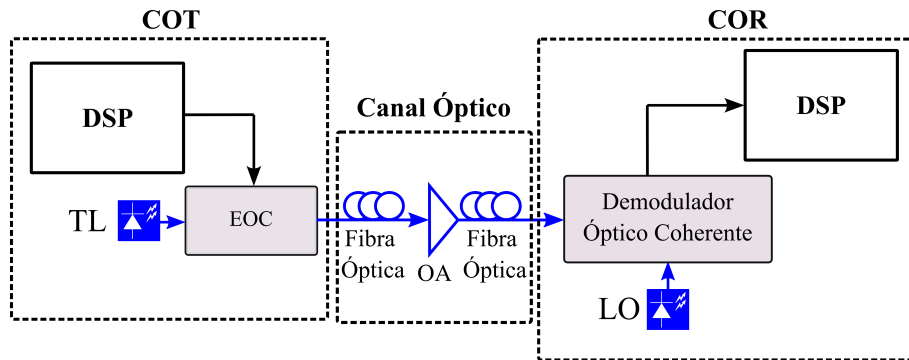 COT
COR
DSP
Canal Óptico
DSP
TL
EOC
Fibra
Óptica
OA
Fibra
Óptica
Demodulador
Óptico Coherente
LO